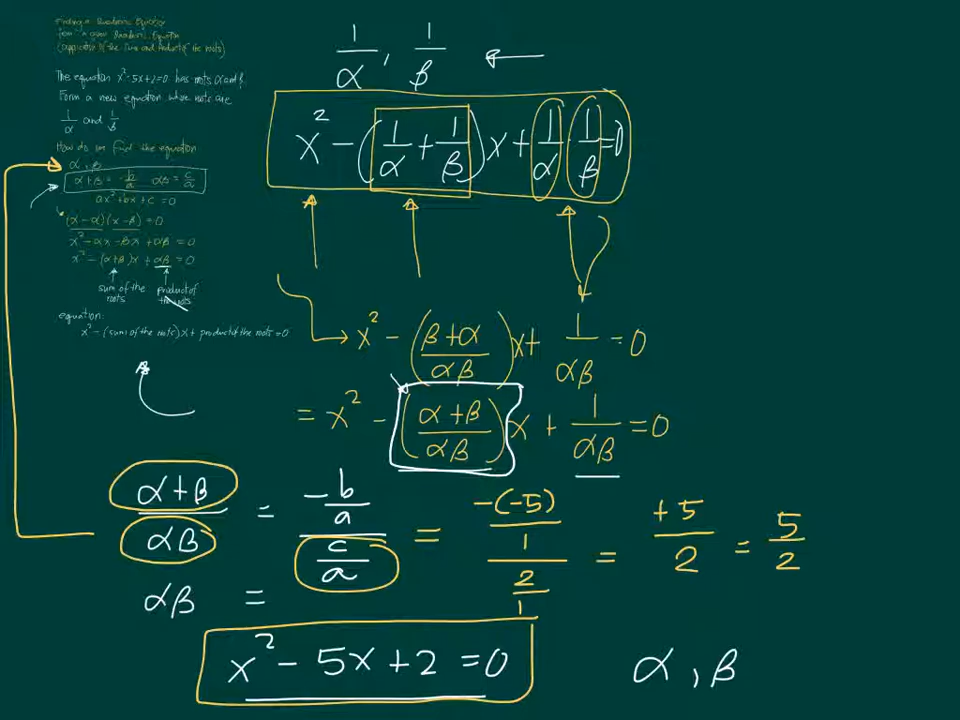 Finding a Quadratic Equation
from a given Quadratic Equation
(application of the Sum and Product of the roots)
The equation x²-5x+2=0 has roots α and β.
Form a new equation whose roots are
1/α and 1/β
How do we find the equation
α, β
α+β = -b/a αβ = c/a
ax²+bx+c=0
(x-α)(x-β)=0
x²-αx-βx+αβ=0
x²-(α+β)x+αβ=0
sum of the roots
product of the roots
equation:
x²-(sum of the roots)x+product of the roots=0
1/α, 1/β
x² - (1/α + 1/β)x + 1/α · 1/β = 0
x² - ((β+α)/αβ)x + 1/αβ = 0
= x² - ((α+β)/αβ)x + 1/αβ = 0
(α+β)/αβ = (-b/a)/(c/a) = (-(-5)/1)/(2/1) = +5/2 = 5/2
αβ =
x² - 5x + 2 = 0
α, β